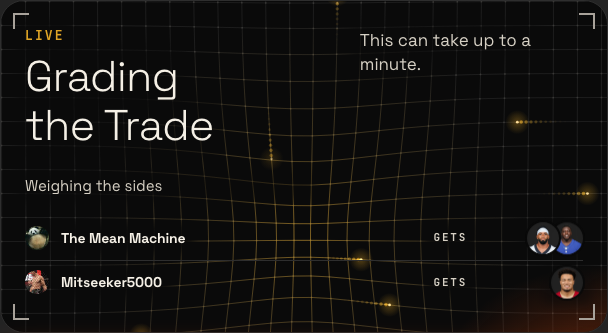 LIVE
Grading
the Trade
This can take up to a
minute.
Weighing the sides
The Mean Machine
GETS
Mitseeker5000
GETS